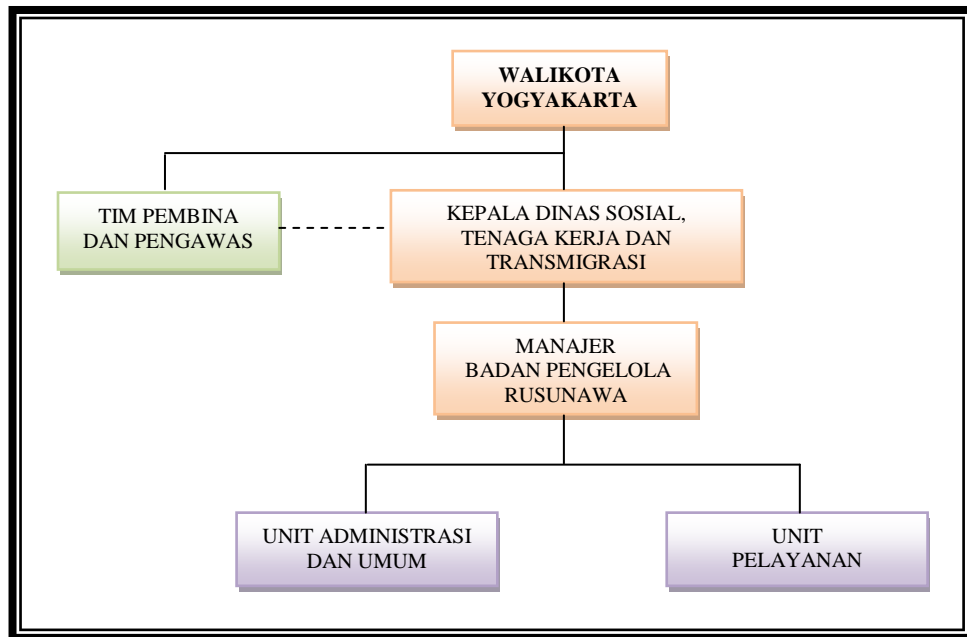 WALIKOTA
YOGYAKARTA
TIM PEMBINA
DAN PENGAWAS
KEPALA DINAS SOSIAL,
TENAGA KERJA DAN
TRANSMIGRASI
MANAJER
BADAN PENGELOLA
RUSUNAWA
UNIT ADMINISTRASI
DAN UMUM
UNIT
PELAYANAN